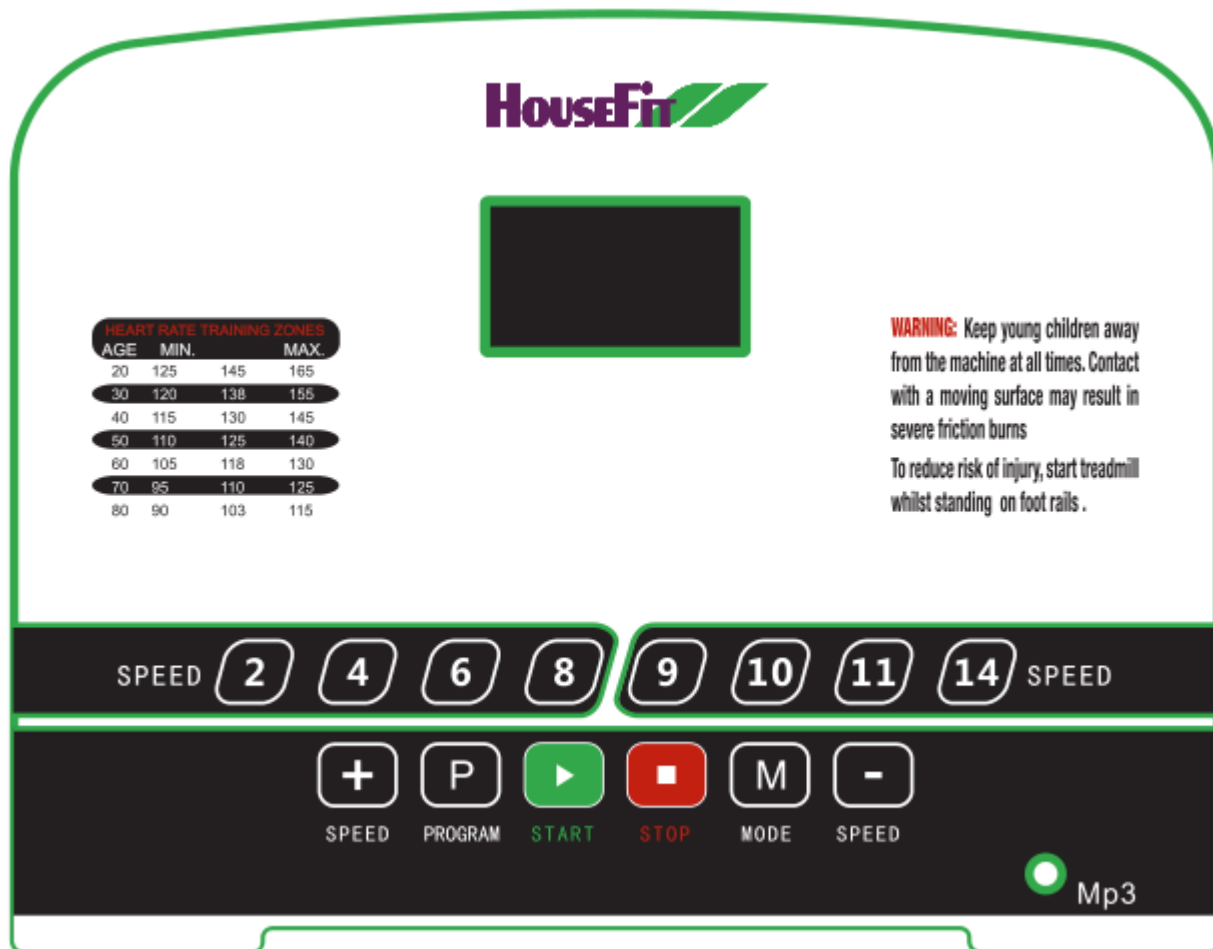 HOUSEFIT
HEART RATE TRAINING ZONES
AGE MIN. MAX.
20 125 145 165
30 120 138 155
40 115 130 145
50 110 125 140
60 105 118 130
70 95 110 125
80 90 103 115
WARNING: Keep young children away
from the machine at all times. Contact
with a moving surface may result in
severe friction burns
To reduce risk of injury, start treadmill
whilst standing on foot rails .
SPEED 2 4 6 8 9 10 11 14 SPEED
+ P M -
SPEED PROGRAM START STOP MODE SPEED
Mp3